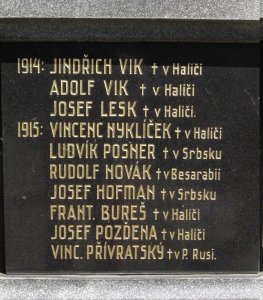 1914: JINDŘICH VIK † v Haliči
ADOLF VIK † v Haliči
JOSEF LESK † v Haliči.
1915: VINCENC NYKLÍČEK † v Haliči
LUDVÍK POSNER † v Srbsku
RUDOLF NOVÁK † v Besarabii
JOSEF HOFMAN † v Srbsku
FRANT. BUREŠ † v Haliči
JOSEF POZDĚNA † v Haliči
VINC. PŘÍVRATSKÝ † v P. Rusi.